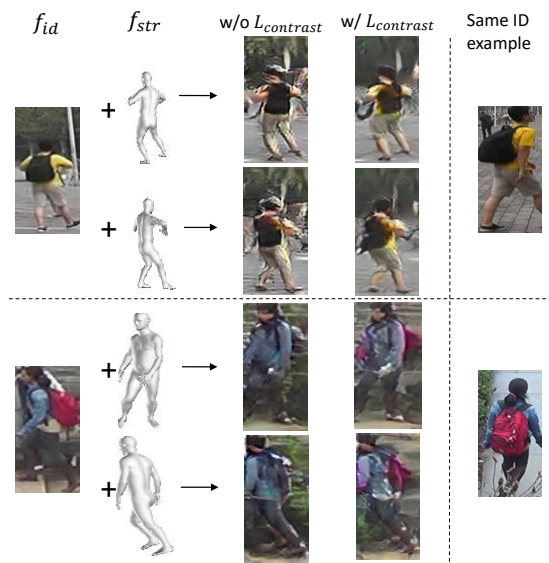 f_id f_str w/o L_contrast w/ L_contrast Same ID
example
+
+
+
+